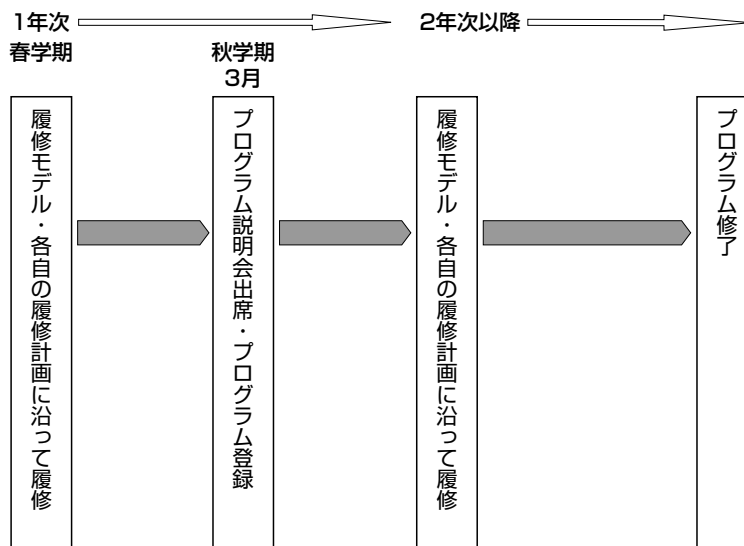 1年次
2年次以降
春学期
秋学期
3月
履修モデル・各自の履修計画に沿って履修
プログラム説明会出席・プログラム登録
履修モデル・各自の履修計画に沿って履修
プログラム修了